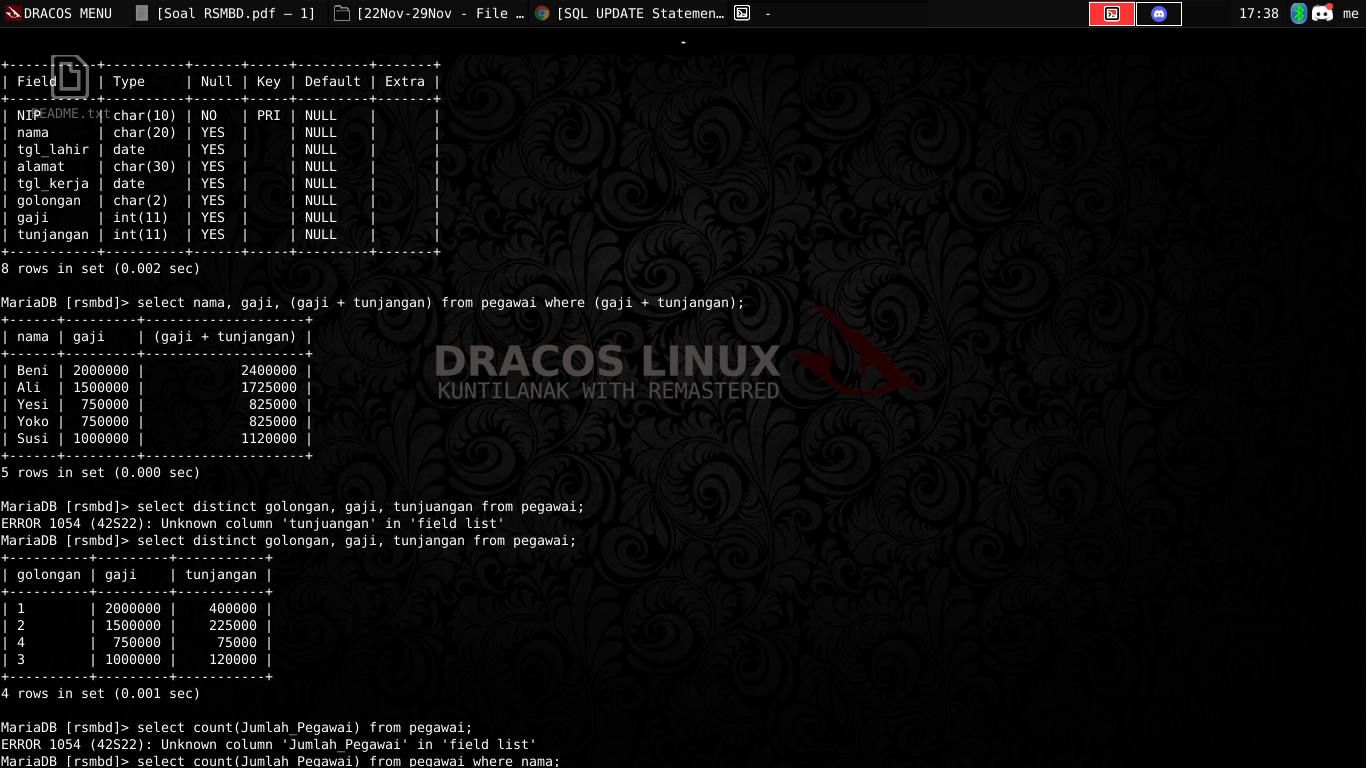 DRACOS MENU [Soal RSMBD.pdf — 1] [22Nov-29Nov - File … [SQL UPDATE Statemen… - 17:38 me
-
+-----------+----------+------+-----+---------+-------+
| Field     | Type     | Null | Key | Default | Extra |
+-----------+----------+------+-----+---------+-------+
README.txt
| NIP       | char(10) | NO   | PRI | NULL    |       |
| nama      | char(20) | YES  |     | NULL    |       |
| tgl_lahir | date     | YES  |     | NULL    |       |
| alamat    | char(30) | YES  |     | NULL    |       |
| tgl_kerja | date     | YES  |     | NULL    |       |
| golongan  | char(2)  | YES  |     | NULL    |       |
| gaji      | int(11)  | YES  |     | NULL    |       |
| tunjangan | int(11)  | YES  |     | NULL    |       |
+-----------+----------+------+-----+---------+-------+
8 rows in set (0.002 sec)
MariaDB [rsmbd]> select nama, gaji, (gaji + tunjangan) from pegawai where (gaji + tunjangan);
+------+---------+--------------------+
| nama | gaji    | (gaji + tunjangan) |
+------+---------+--------------------+
| Beni | 2000000 |            2400000 |
| Ali  | 1500000 |            1725000 |
| Yesi |  750000 |             825000 |
| Yoko |  750000 |             825000 |
| Susi | 1000000 |            1120000 |
+------+---------+--------------------+
5 rows in set (0.000 sec)
DRACOS LINUX
KUNTILANAK WITH REMASTERED
MariaDB [rsmbd]> select distinct golongan, gaji, tunjuangan from pegawai;
ERROR 1054 (42S22): Unknown column 'tunjuangan' in 'field list'
MariaDB [rsmbd]> select distinct golongan, gaji, tunjangan from pegawai;
+----------+---------+-----------+
| golongan | gaji    | tunjangan |
+----------+---------+-----------+
| 1        | 2000000 |    400000 |
| 2        | 1500000 |    225000 |
| 4        |  750000 |     75000 |
| 3        | 1000000 |    120000 |
+----------+---------+-----------+
4 rows in set (0.001 sec)
MariaDB [rsmbd]> select count(Jumlah_Pegawai) from pegawai;
ERROR 1054 (42S22): Unknown column 'Jumlah_Pegawai' in 'field list'
MariaDB [rsmbd]> select count(Jumlah_Pegawai) from pegawai where nama;